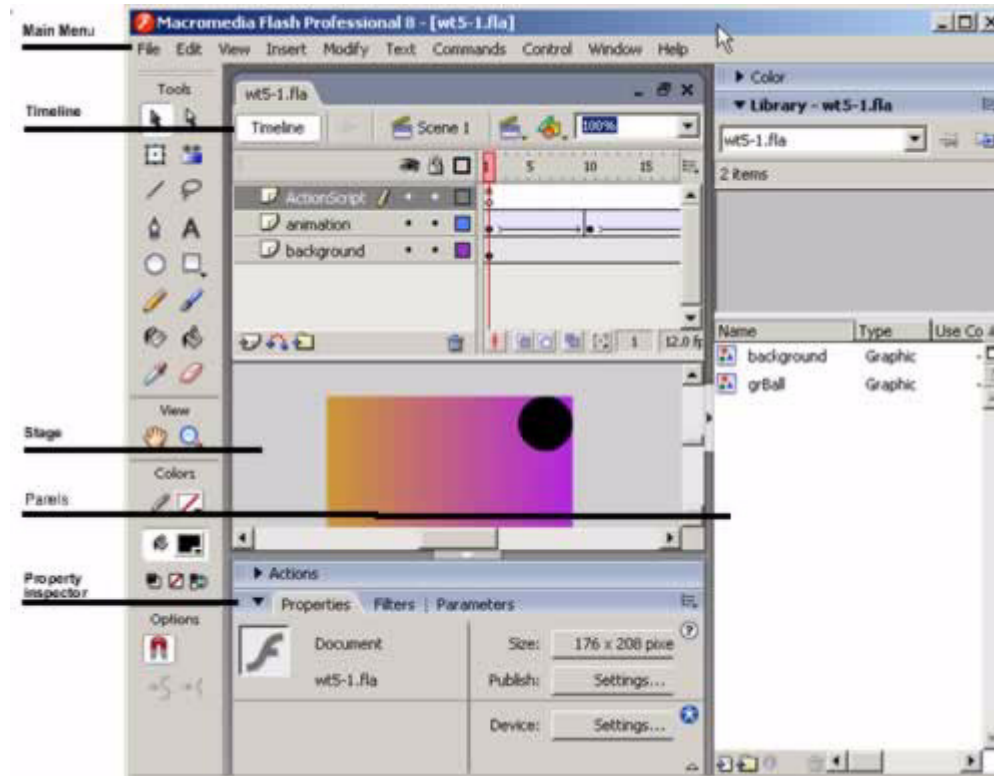 Macromedia Flash Professional 8 - [wt5-1.fla]
Main Menu
File Edit View Insert Modify Text Commands Control Window Help
Tools
wt5-1.fla
Color
Library - wt5-1.fla
Timeline
Timeline
Scene 1
100%
wt5-1.fla
2 items
1 5 10 15
ActionScript
animation
background
1 12.0
Name Type Use Co
background Graphic -
grBall Graphic -
View
Stage
Colors
Panels
Actions
Property inspector
Properties Filters | Parameters
Options
Document
Size: 176 x 208 pixe
wt5-1.fla
Publish: Settings...
Device: Settings...